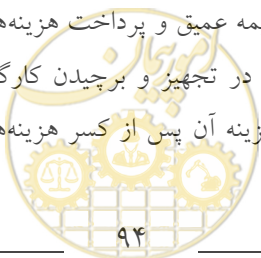 مه عمیق و پرداخت هزینه‌ه
در تجهیز و برچیدن کارگ
زینه آن پس از کسر هزینه‌ه
۹۴